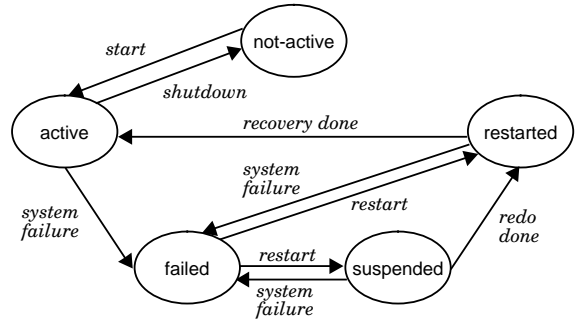 not-active
start
shutdown
active
recovery done
restarted
system
failure
restart
system
failure
redo
done
failed
restart
suspended
system
failure